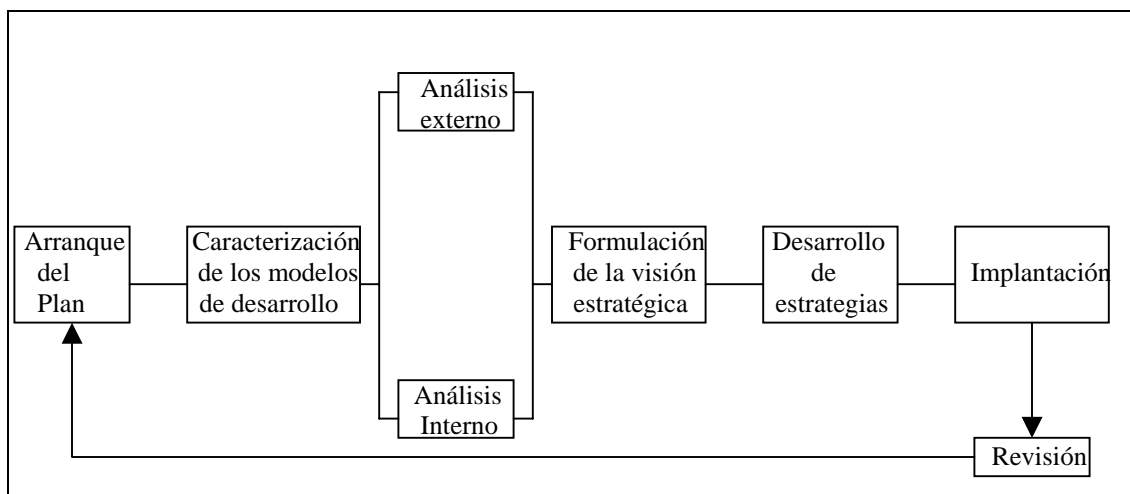 Arranque
del
Plan
Caracterización
de los modelos
de desarrollo
Análisis
externo
Análisis
Interno
Formulación
de la visión
estratégica
Desarrollo
de
estrategias
Implantación
Revisión